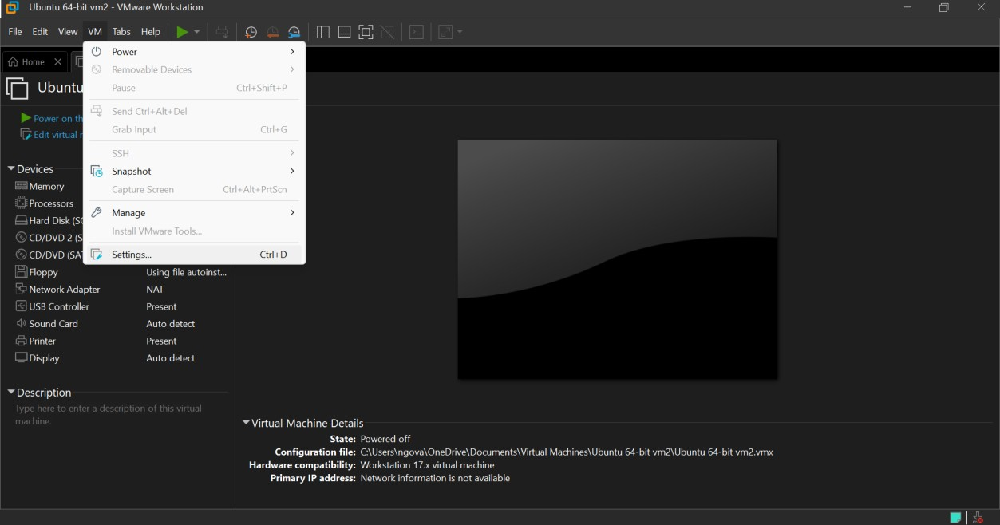 Ubuntu 64-bit vm2 - VMware Workstation
File Edit View VM Tabs Help
Home
Ubuntu
Power on th
Edit virtual
Power
Removable Devices
Pause Ctrl+Shift+P
Send Ctrl+Alt+Del
Grab Input Ctrl+G
SSH
Snapshot
Capture Screen Ctrl+Alt+PrtScn
Manage
Install VMware Tools...
Settings... Ctrl+D
Devices
Memory
Processors
Hard Disk (SC
CD/DVD 2 (S
CD/DVD (SAT
Floppy Using file autoinst...
Network Adapter NAT
USB Controller Present
Sound Card Auto detect
Printer Present
Display Auto detect
Description
Type here to enter a description of this virtual
machine.
Virtual Machine Details
State: Powered off
Configuration file: C:\Users\ngova\OneDrive\Documents\Virtual Machines\Ubuntu 64-bit vm2\Ubuntu 64-bit vm2.vmx
Hardware compatibility: Workstation 17.x virtual machine
Primary IP address: Network information is not available